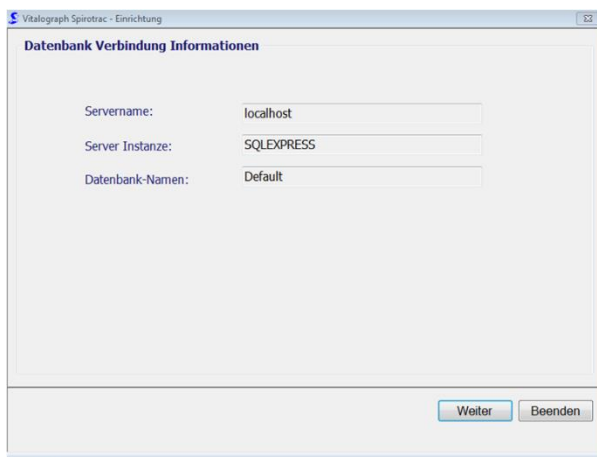 Vitalograph Spirotrac - Einrichtung
Datenbank Verbindung Informationen
Servername: localhost
Server Instanze: SQLEXPRESS
Datenbank-Namen: Default
Weiter Beenden